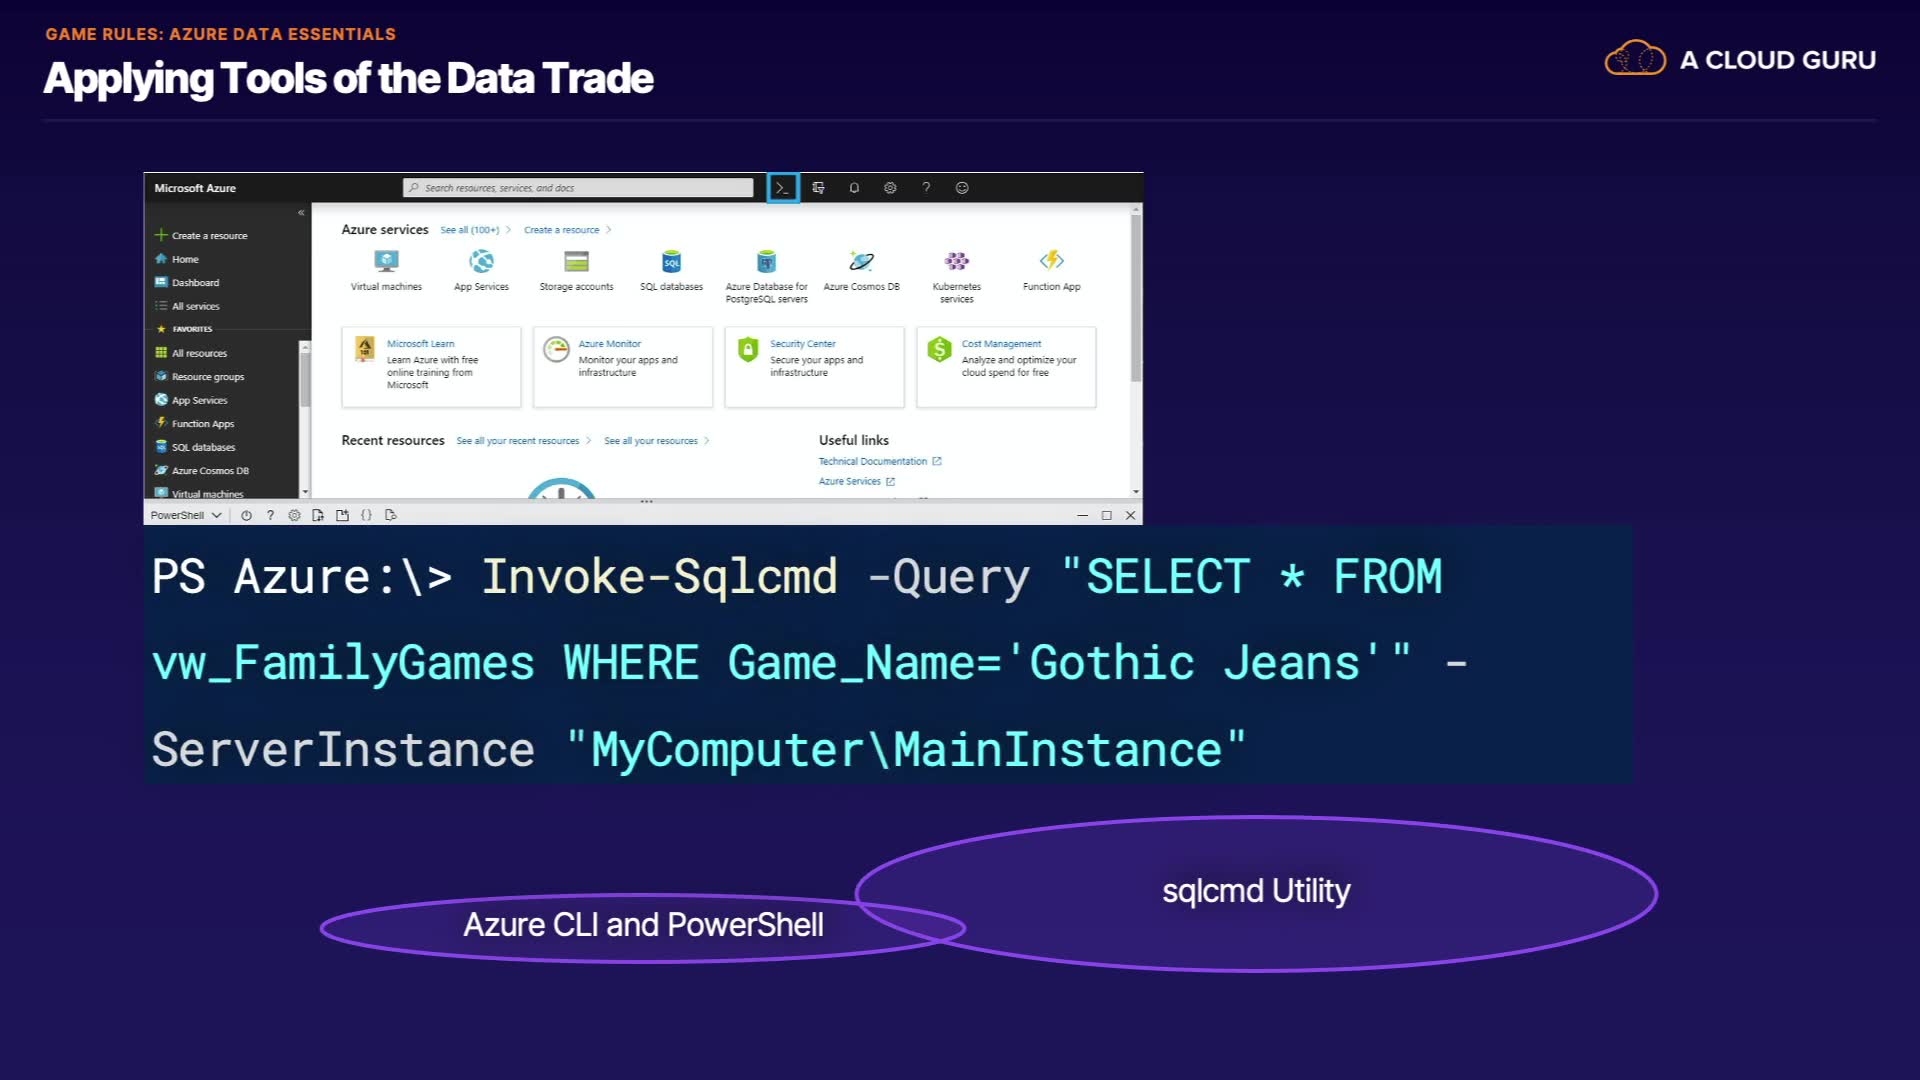 GAME RULES: AZURE DATA ESSENTIALS
Applying Tools of the Data Trade
A CLOUD GURU
Microsoft Azure
Search resources, services, and docs
Create a resource
Home
Dashboard
All services
FAVORITES
All resources
Resource groups
App Services
Function Apps
SQL databases
Azure Cosmos DB
Virtual machines
Azure services See all (100+) Create a resource
Virtual machines
App Services
Storage accounts
SQL
SQL databases
Azure Database for
PostgreSQL servers
Azure Cosmos DB
Kubernetes
services
Function App
Microsoft Learn
Learn Azure with free
online training from
Microsoft
Azure Monitor
Monitor your apps and
infrastructure
Security Center
Secure your apps and
infrastructure
Cost Management
Analyze and optimize your
cloud spend for free
Recent resources See all your recent resources See all your resources
Useful links
Technical Documentation
Azure Services
PowerShell
PS Azure:\> Invoke-Sqlcmd -Query "SELECT * FROM
vw_FamilyGames WHERE Game_Name='Gothic Jeans'" -
ServerInstance "MyComputer\MainInstance"
sqlcmd Utility
Azure CLI and PowerShell